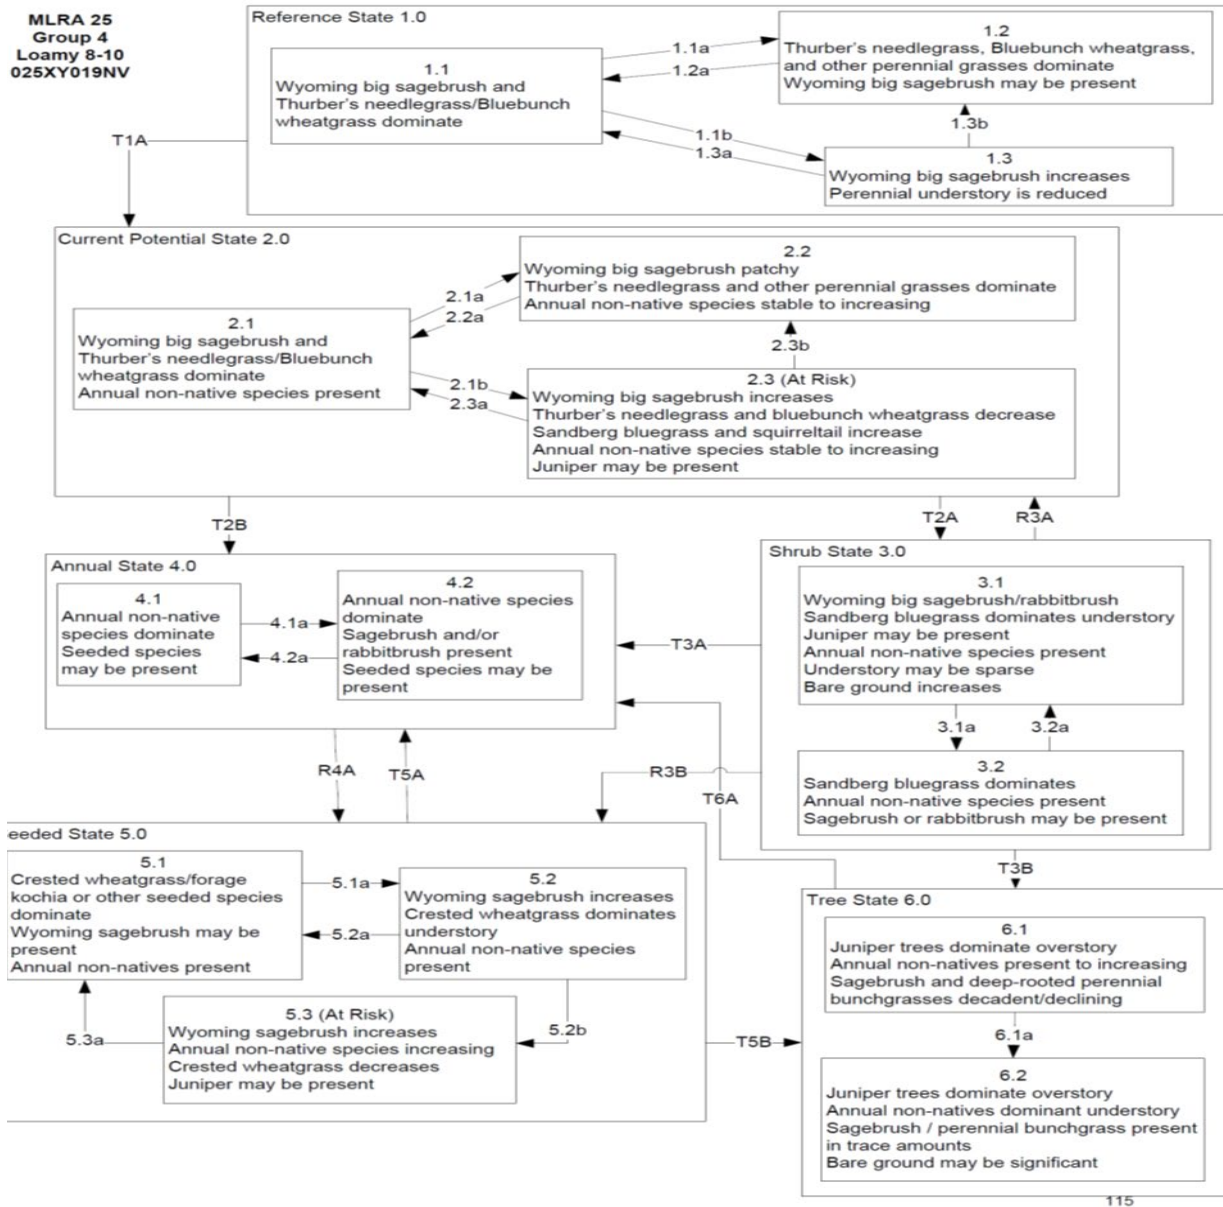 MLRA 25
Group 4
Loamy 8-10
025XY019NV
Reference State 1.0
1.1
Wyoming big sagebrush and
Thurber's needlegrass/Bluebunch
wheatgrass dominate
1.1a
1.2a
1.2
Thurber's needlegrass, Bluebunch wheatgrass,
and other perennial grasses dominate
Wyoming big sagebrush may be present
1.1b
1.3a
1.3b
1.3
Wyoming big sagebrush increases
Perennial understory is reduced
T1A
Current Potential State 2.0
2.1
Wyoming big sagebrush and
Thurber's needlegrass/Bluebunch
wheatgrass dominate
Annual non-native species present
2.1a
2.2a
2.2
Wyoming big sagebrush patchy
Thurber's needlegrass and other perennial grasses dominate
Annual non-native species stable to increasing
2.1b
2.3a
2.3b
2.3 (At Risk)
Wyoming big sagebrush increases
Thurber's needlegrass and bluebunch wheatgrass decrease
Sandberg bluegrass and squirreltail increase
Annual non-native species stable to increasing
Juniper may be present
T2B
T2A
R3A
Annual State 4.0
4.1
Annual non-native
species dominate
Seeded species
may be present
4.1a
4.2a
4.2
Annual non-native species
dominate
Sagebrush and/or
rabbitbrush present
Seeded species may be
present
T3A
Shrub State 3.0
3.1
Wyoming big sagebrush/rabbitbrush
Sandberg bluegrass dominates understory
Juniper may be present
Annual non-native species present
Understory may be sparse
Bare ground increases
3.1a
3.2a
3.2
Sandberg bluegrass dominates
Annual non-native species present
Sagebrush or rabbitbrush may be present
R4A
T5A
R3B
T6A
T3B
eeded State 5.0
5.1
Crested wheatgrass/forage
kochia or other seeded species
dominate
Wyoming sagebrush may be
present
Annual non-natives present
5.1a
5.2a
5.2
Wyoming sagebrush increases
Crested wheatgrass dominates
understory
Annual non-native species
present
5.3a
5.2b
5.3 (At Risk)
Wyoming sagebrush increases
Annual non-native species increasing
Crested wheatgrass decreases
Juniper may be present
T5B
Tree State 6.0
6.1
Juniper trees dominate overstory
Annual non-natives present to increasing
Sagebrush and deep-rooted perennial
bunchgrasses decadent/declining
6.1a
6.2
Juniper trees dominate overstory
Annual non-natives dominant understory
Sagebrush / perennial bunchgrass present
in trace amounts
Bare ground may be significant
115